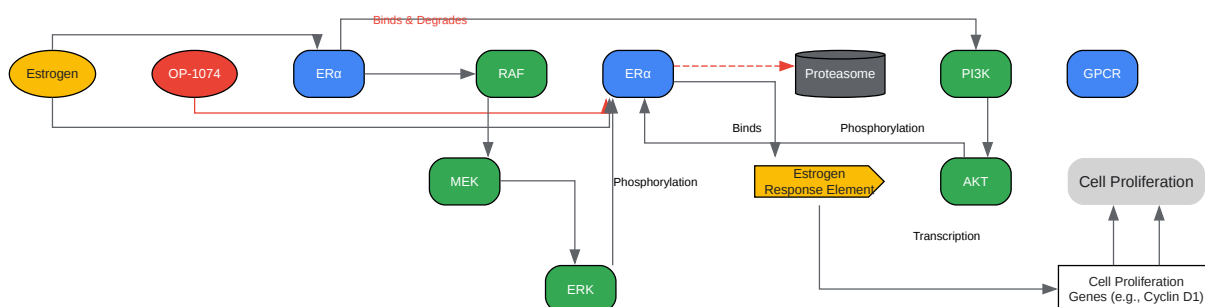 Binds & Degrades
Estrogen
OP-1074
ERα
RAF
ERα
Proteasome
PI3K
GPCR
Binds
Phosphorylation
MEK
Phosphorylation
Estrogen
Response Element
AKT
Cell Proliferation
Transcription
ERK
Cell Proliferation
Genes (e.g., Cyclin D1)